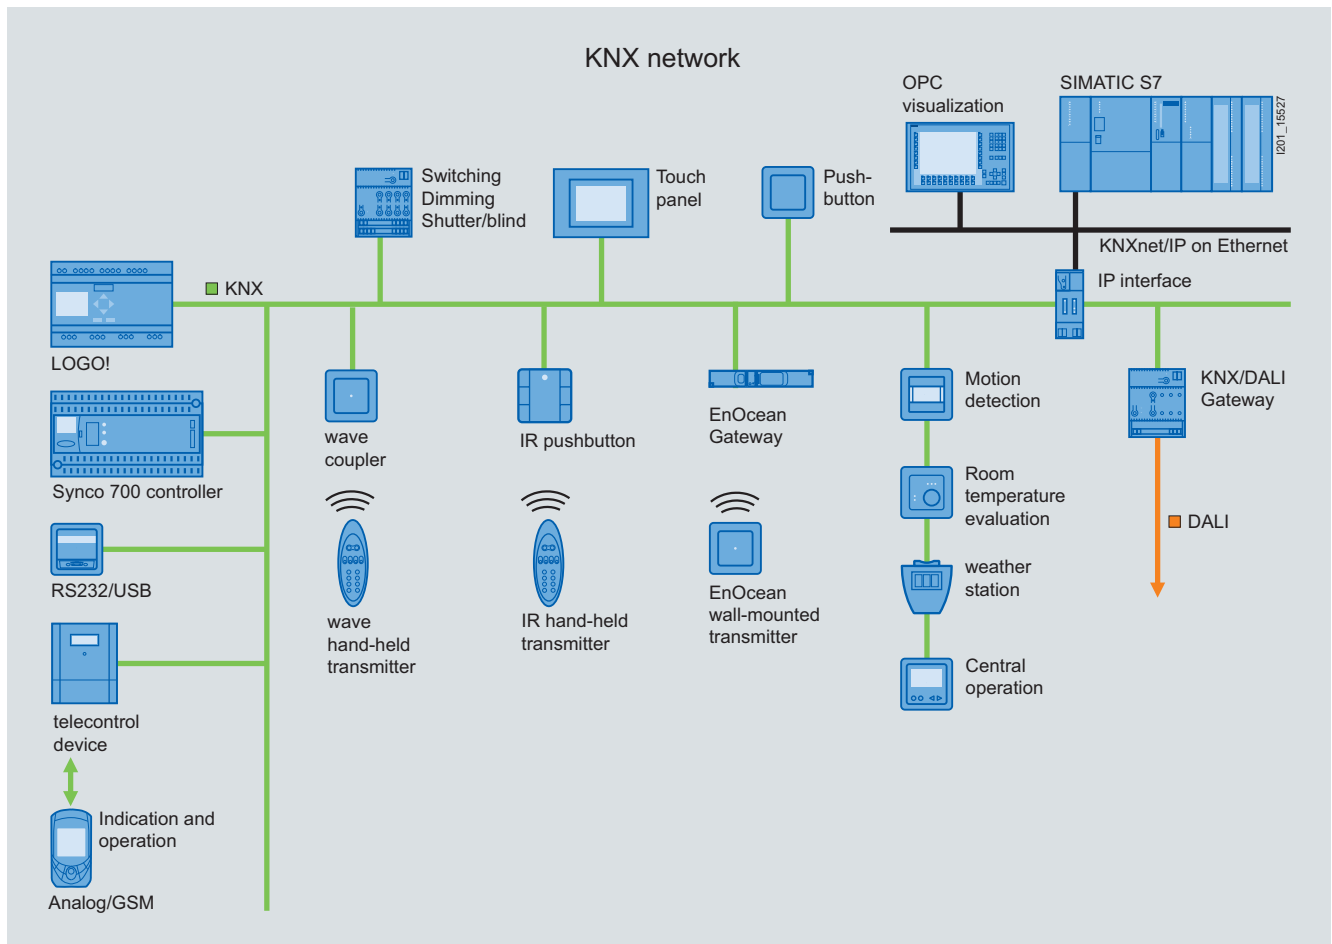 KNX network
OPC
visualization
SIMATIC S7
I201_15527
Switching
Dimming
Shutter/blind
Touch
panel
Push-
button
KNXnet/IP on Ethernet
IP interface
KNX
LOGO!
Synco 700 controller
RS232/USB
telecontrol
device
Indication and
operation
Analog/GSM
wave
coupler
wave
hand-held
transmitter
IR pushbutton
IR hand-held
transmitter
EnOcean
Gateway
EnOcean
wall-mounted
transmitter
Motion
detection
Room
temperature
evaluation
weather
station
Central
operation
KNX/DALI
Gateway
DALI